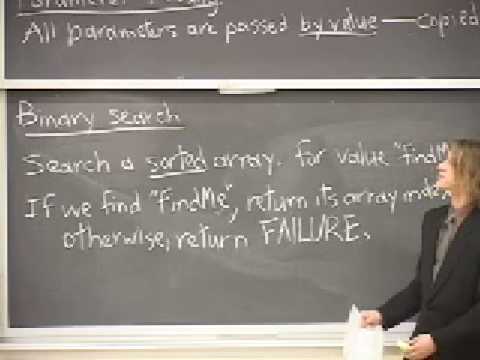 Parameter
All parameters are passed by value — copied
Binary search
Search a sorted array for value "findMe
If we find "findMe", return its array index
otherwise, return FAILURE.